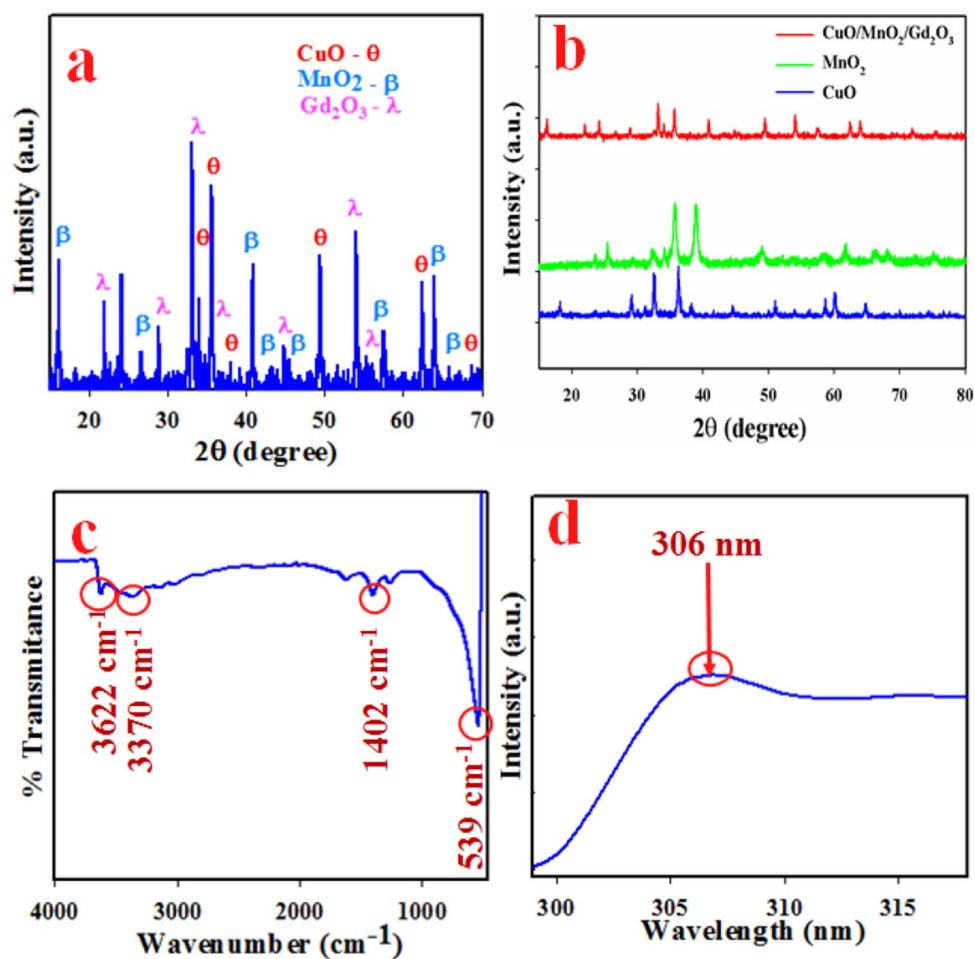 a
CuO - θ
MnO₂ - β
Gd₂O₃ - λ
β
λ
β
λ
λ
θ
θ
λ
θ
β
β
λ
β
θ
λ
λ
β
θ
β
β
θ
Intensity (a.u.)
20 30 40 50 60 70
2θ (degree)
b
CuO/MnO₂/Gd₂O₃
MnO₂
CuO
Intensity (a.u.)
20 30 40 50 60 70 80
2θ (degree)
c
3622 cm⁻¹
3370 cm⁻¹
1402 cm⁻¹
539 cm⁻¹
% Transmitance
4000 3000 2000 1000
Wavenumber (cm⁻¹)
d
306 nm
Intensity (a.u.)
300 305 310 315
Wavelength (nm)